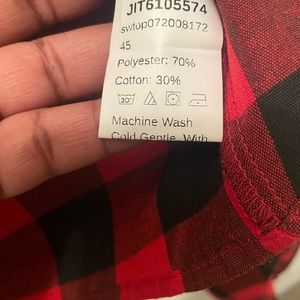 JIT6105574
swtop072008172
45
Polyester: 70%
Cotton: 30%
Machine Wash
Cold Gentle, With